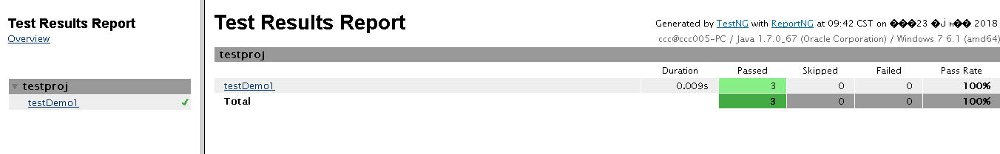 Test Results Report
Overview
testproj
testDemo1
Test Results Report
Generated by TestNG with ReportNG at 09:42 CST on 23 2018
ccc@ccc005-PC / Java 1.7.0_67 (Oracle Corporation) / Windows 7 6.1 (amd64)
testproj
Duration Passed Skipped Failed Pass Rate
testDemo1 0.009s 3 0 0 100%
Total 3 0 0 100%